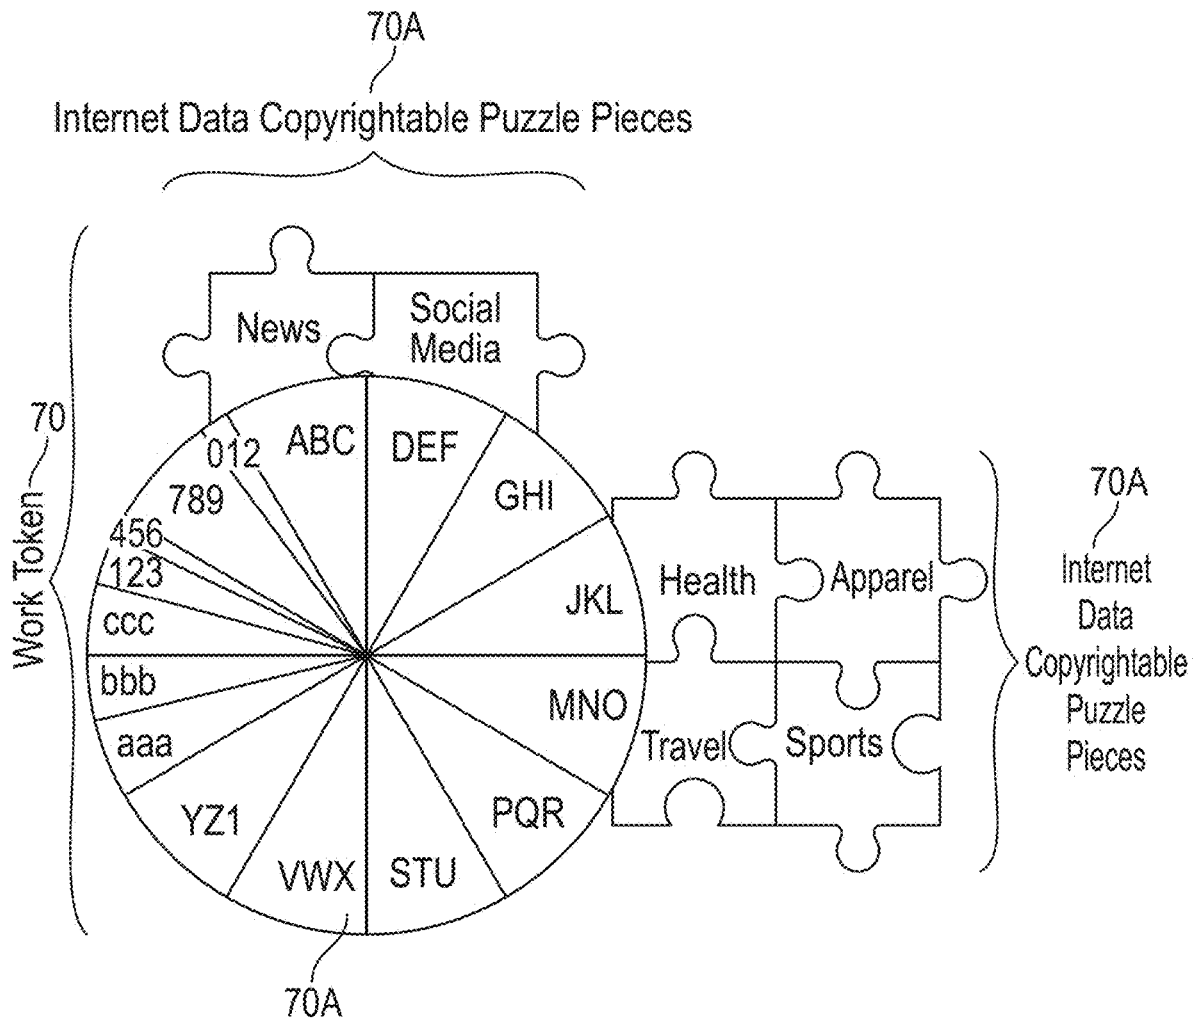 70A
Internet Data Copyrightable Puzzle Pieces
News
Social
Media
70
Work Token
ABC
DEF
GHI
JKL
MNO
PQR
STU
VWX
YZ1
aaa
bbb
ccc
123
456
789
012
Health
Apparel
Travel
Sports
70A
Internet
Data
Copyrightable
Puzzle
Pieces
70A